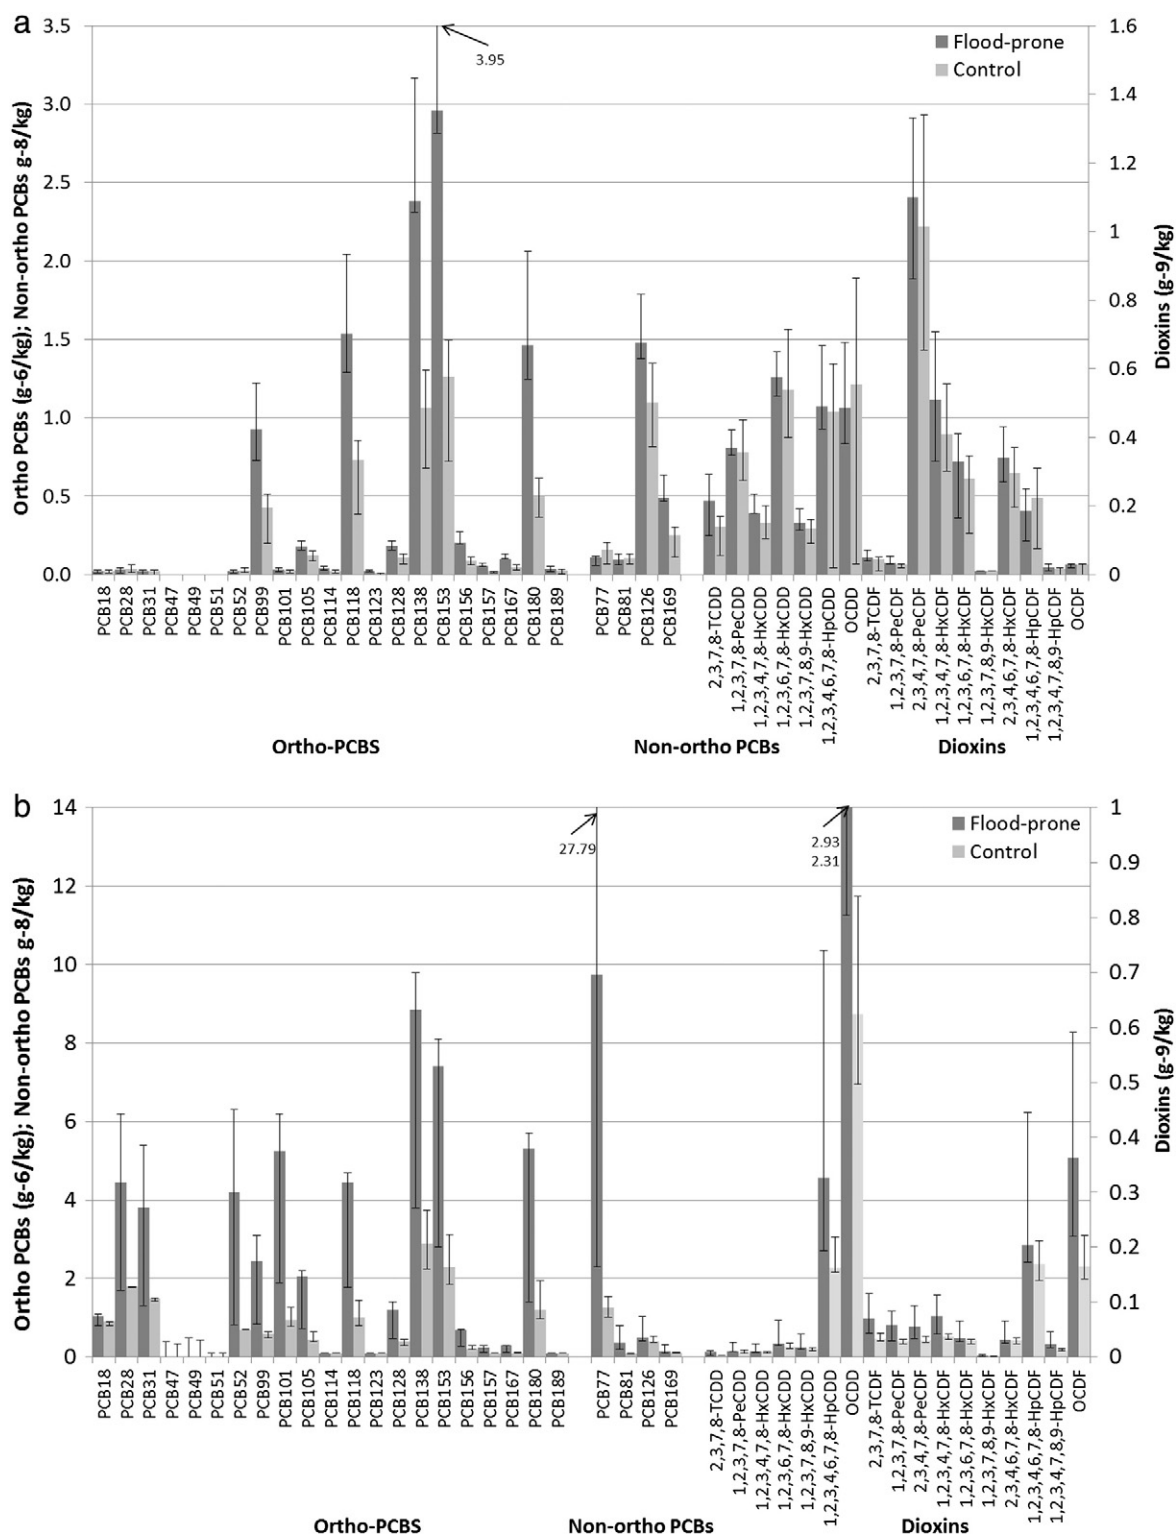 a
3.5
3.0
2.5
2.0
1.5
1.0
0.5
0.0
Ortho PCBs (g-6/kg); Non-ortho PCBs g-8/kg)
3.95
Flood-prone
Control
1.6
1.4
1.2
1
0.8
0.6
0.4
0.2
0
Dioxins (g-9/kg)
PCB18
PCB28
PCB31
PCB47
PCB49
PCB51
PCB52
PCB99
PCB101
PCB105
PCB114
PCB118
PCB123
PCB128
PCB138
PCB153
PCB156
PCB157
PCB167
PCB180
PCB189
PCB77
PCB81
PCB126
PCB169
2,3,7,8-TCDD
1,2,3,7,8-PeCDD
1,2,3,4,7,8-HxCDD
1,2,3,6,7,8-HxCDD
1,2,3,7,8,9-HxCDD
1,2,3,4,6,7,8-HpCDD
OCDD
2,3,7,8-TCDF
1,2,3,7,8-PeCDF
2,3,4,7,8-PeCDF
1,2,3,4,7,8-HxCDF
1,2,3,6,7,8-HxCDF
1,2,3,7,8,9-HxCDF
2,3,4,6,7,8-HxCDF
1,2,3,4,6,7,8-HpCDF
1,2,3,4,7,8,9-HpCDF
OCDF
Ortho-PCBS
Non-ortho PCBs
Dioxins
b
14
12
10
8
6
4
2
0
Ortho PCBs (g-6/kg); Non-ortho PCBs g-8/kg)
27.79
2.93
2.31
Flood-prone
Control
1
0.9
0.8
0.7
0.6
0.5
0.4
0.3
0.2
0.1
0
Dioxins (g-9/kg)
PCB18
PCB28
PCB31
PCB47
PCB49
PCB51
PCB52
PCB99
PCB101
PCB105
PCB114
PCB118
PCB123
PCB128
PCB138
PCB153
PCB156
PCB157
PCB167
PCB180
PCB189
PCB77
PCB81
PCB126
PCB169
2,3,7,8-TCDD
1,2,3,7,8-PeCDD
1,2,3,4,7,8-HxCDD
1,2,3,6,7,8-HxCDD
1,2,3,7,8,9-HxCDD
1,2,3,4,6,7,8-HpCDD
OCDD
2,3,7,8-TCDF
1,2,3,7,8-PeCDF
2,3,4,7,8-PeCDF
1,2,3,4,7,8-HxCDF
1,2,3,6,7,8-HxCDF
1,2,3,7,8,9-HxCDF
2,3,4,6,7,8-HxCDF
1,2,3,4,6,7,8-HpCDF
1,2,3,4,7,8,9-HpCDF
OCDF
Ortho-PCBS
Non-ortho PCBs
Dioxins